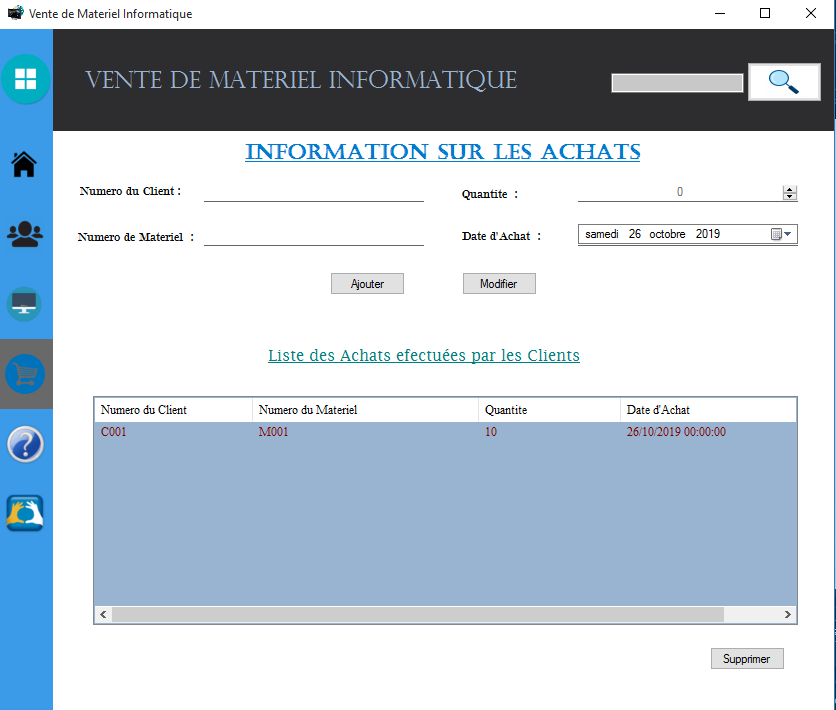 Vente de Materiel Informatique
VENTE DE MATERIEL INFORMATIQUE
INFORMATION SUR LES ACHATS
Numero du Client :
Quantite : 0
Numero de Materiel :
Date d'Achat : samedi 26 octobre 2019
Ajouter Modifier
Liste des Achats efectuées par les Clients
Numero du Client Numero du Materiel Quantite Date d'Achat
C001 M001 10 26/10/2019 00:00:00
Supprimer